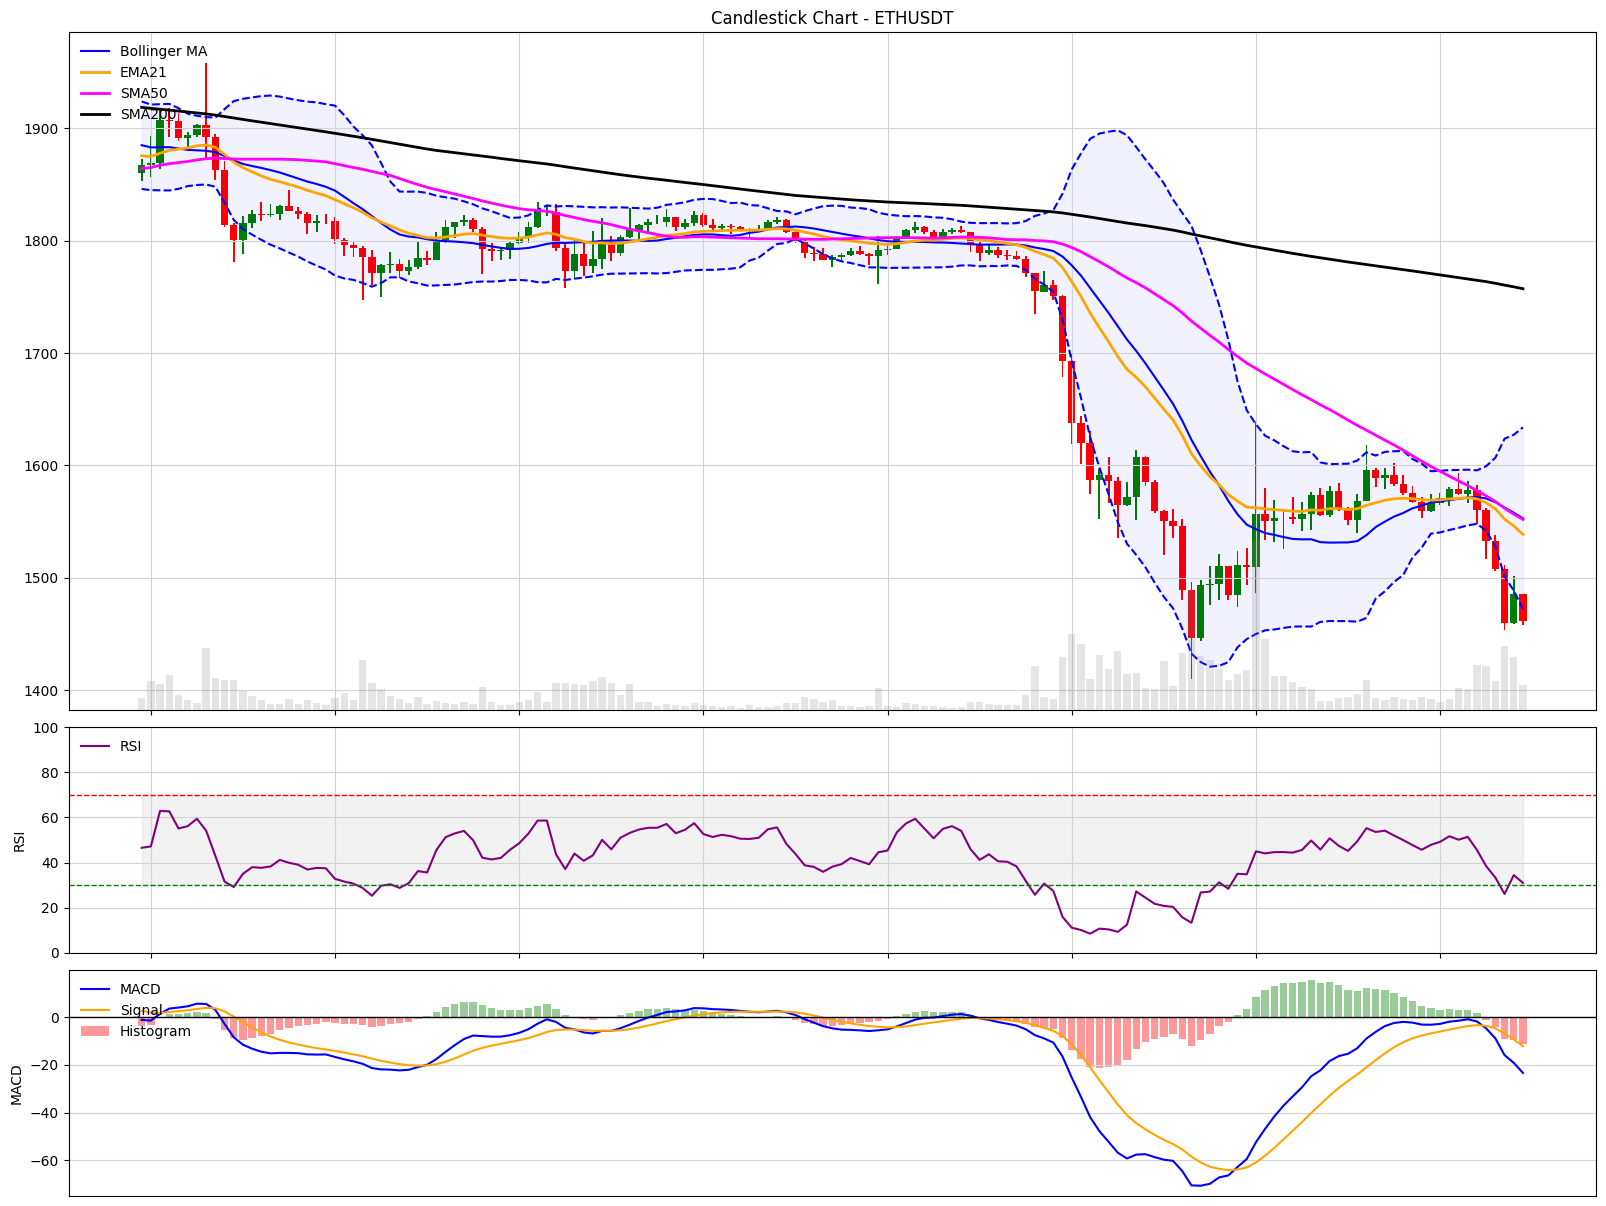 Candlestick Chart - ETHUSDT
Bollinger MA
EMA21
SMA50
SMA200
1900
1800
1700
1600
1500
1400
RSI
100
80
60
40
20
0
RSI
MACD
Signal
Histogram
0
−20
−40
−60
MACD